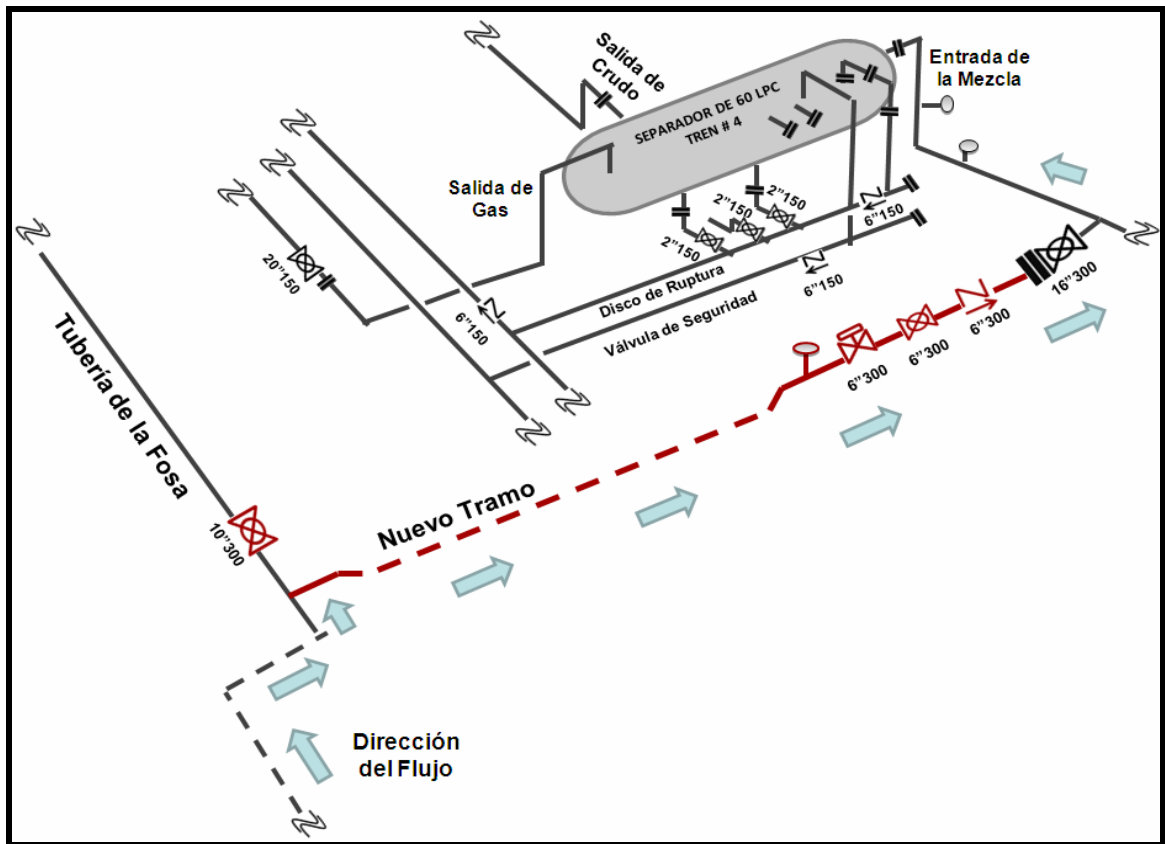 Salida de
Crudo
Entrada de
la Mezcla
SEPARADOR DE 60 LPC
TREN # 4
Salida de
Gas
2”150
2”150
2”150
6”150
6”150
20”150
6”150
Disco de Ruptura
Válvula de Seguridad
16”300
6”300
6”300
6”300
Tubería de la Fosa
10”300
Nuevo Tramo
Dirección
del Flujo